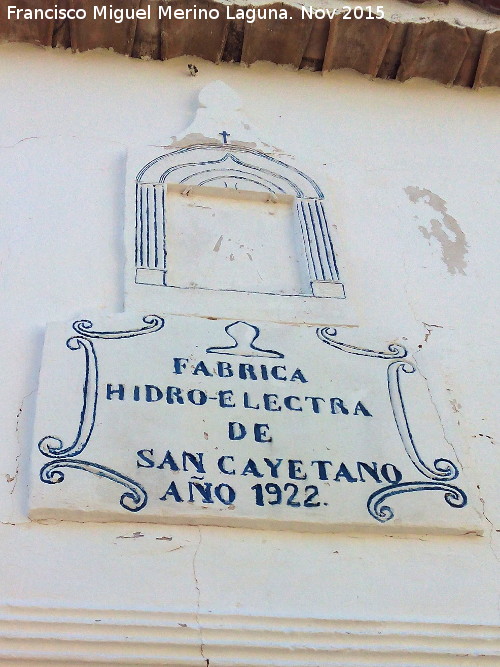 Francisco Miguel Merino Laguna. Nov 2015
FABRICA
HIDRO-ELECTRA
DE
SAN CAYETANO
AÑO 1922.